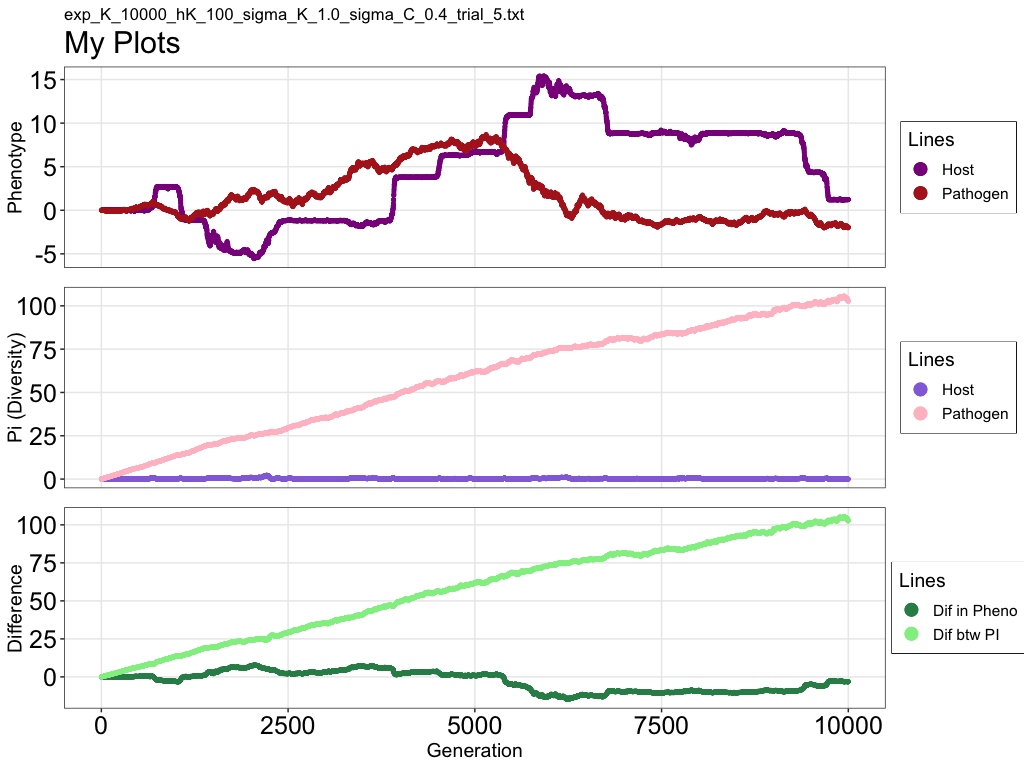 exp_K_10000_hK_100_sigma_K_1.0_sigma_C_0.4_trial_5.txt
My Plots
Phenotype
15
10
5
0
-5
Lines
Host
Pathogen
Pi (Diversity)
100
75
50
25
0
Lines
Host
Pathogen
Difference
100
75
50
25
0
Lines
Dif in Pheno
Dif btw PI
0 2500 5000 7500 10000
Generation